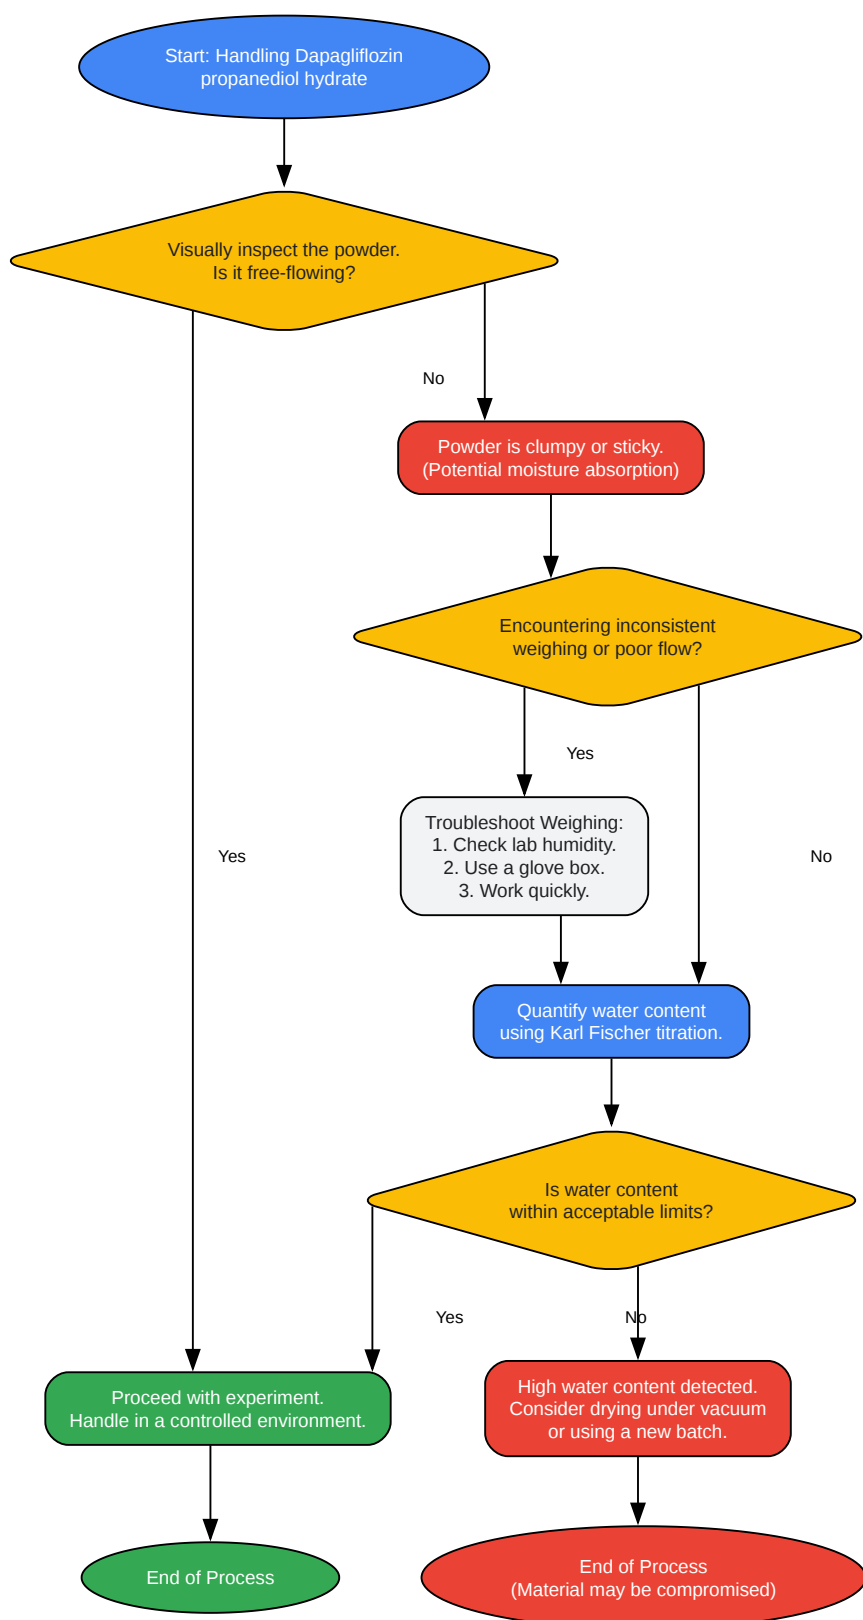 Start: Handling Dapagliflozin
propanediol hydrate
Visually inspect the powder.
Is it free-flowing?
No
Powder is clumpy or sticky.
(Potential moisture absorption)
Encountering inconsistent
weighing or poor flow?
Yes
Troubleshoot Weighing:
1. Check lab humidity.
2. Use a glove box.
3. Work quickly.
Yes
No
Quantify water content
using Karl Fischer titration.
Is water content
within acceptable limits?
Yes
No
Proceed with experiment.
Handle in a controlled environment.
High water content detected.
Consider drying under vacuum
or using a new batch.
End of Process
End of Process
(Material may be compromised)